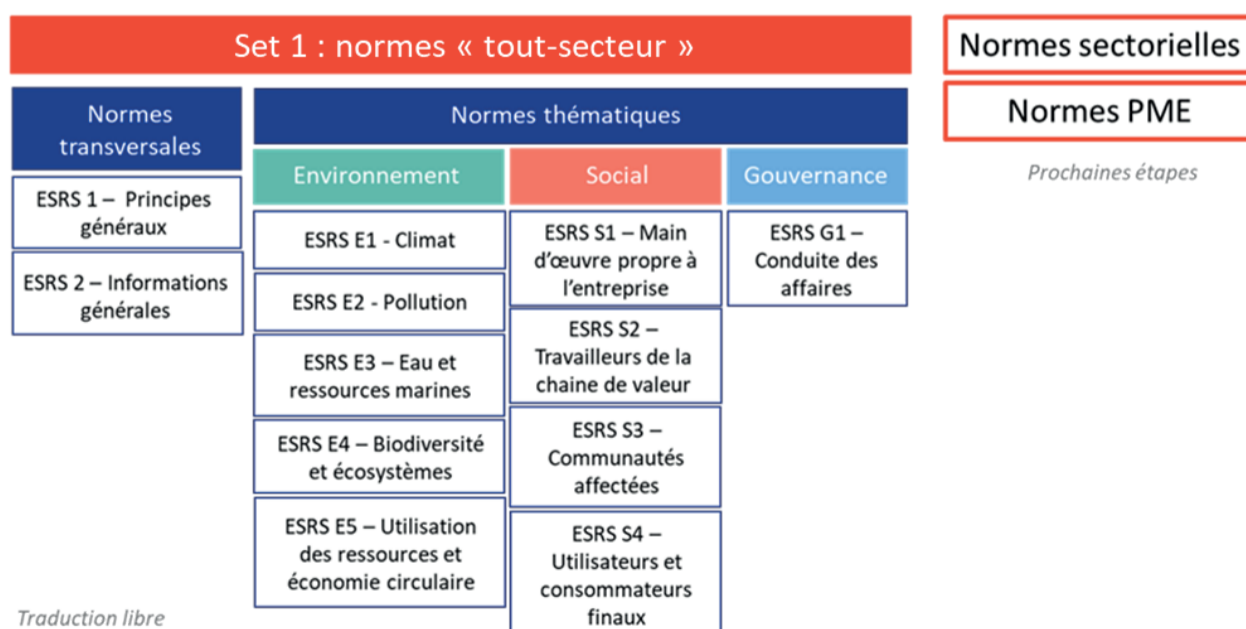 Set 1 : normes « tout-secteur »
Normes sectorielles
Normes PME
Prochaines étapes
Normes
transversales
ESRS 1 – Principes
généraux
ESRS 2 – Informations
générales
Normes thématiques
Environnement
ESRS E1 - Climat
ESRS E2 - Pollution
ESRS E3 – Eau et
ressources marines
ESRS E4 – Biodiversité
et écosystèmes
ESRS E5 – Utilisation
des ressources et
économie circulaire
Social
ESRS S1 – Main
d’œuvre propre à
l’entreprise
ESRS S2 –
Travailleurs de la
chaine de valeur
ESRS S3 –
Communautés
affectées
ESRS S4 –
Utilisateurs et
consommateurs
finaux
Gouvernance
ESRS G1 –
Conduite des
affaires
Traduction libre